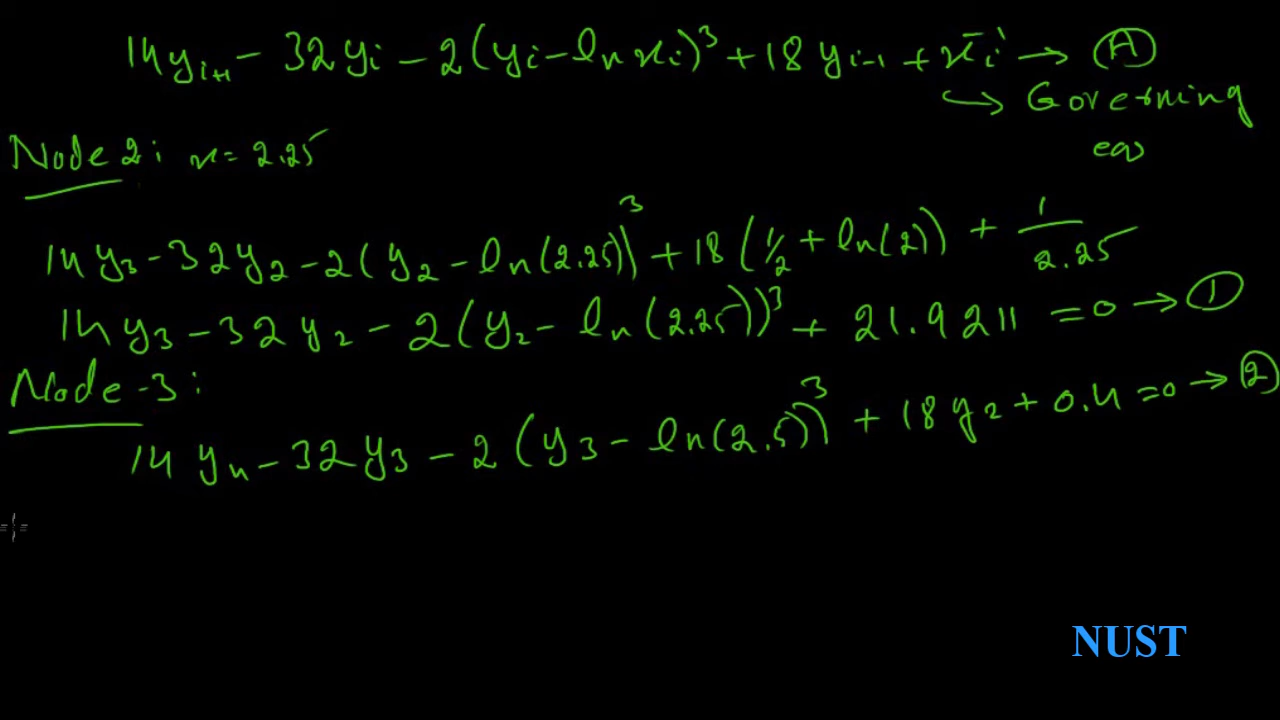 14y_{i+1} - 32y_i - 2(y_i - ln x_i)^3 + 18y_{i-1} + x_i^{-1} → (A)
↪ Governing
eq
Node 2: x = 2.25
14y_3 - 32y_2 - 2(y_2 - ln(2.25))^3 + 18(1/2 + ln(2)) + 1/2.25
14y_3 - 32y_2 - 2(y_2 - ln(2.25))^3 + 21.9211 = 0 → (1)
Node-3:
14y_4 - 32y_3 - 2(y_3 - ln(2.5))^3 + 18y_2 + 0.4 = 0 → (2)
NUST